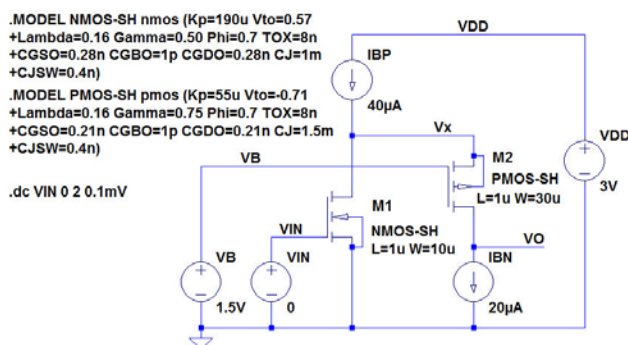 .MODEL NMOS-SH nmos (Kp=190u Vto=0.57
+Lambda=0.16 Gamma=0.50 Phi=0.7 TOX=8n
+CGSO=0.28n CGBO=1p CGDO=0.28n CJ=1m
+CJSW=0.4n)
.MODEL PMOS-SH pmos (Kp=55u Vto=-0.71
+Lambda=0.16 Gamma=0.75 Phi=0.7 TOX=8n
+CGSO=0.21n CGBO=1p CGDO=0.21n CJ=1.5m
+CJSW=0.4n)
.dc VIN 0 2 0.1mV
VDD
IBP
40µA
Vx
VB
M2
PMOS-SH
L=1u W=30u
VDD
3V
M1
NMOS-SH
L=1u W=10u
VIN
VO
VB
1.5V
VIN
0
IBN
20µA